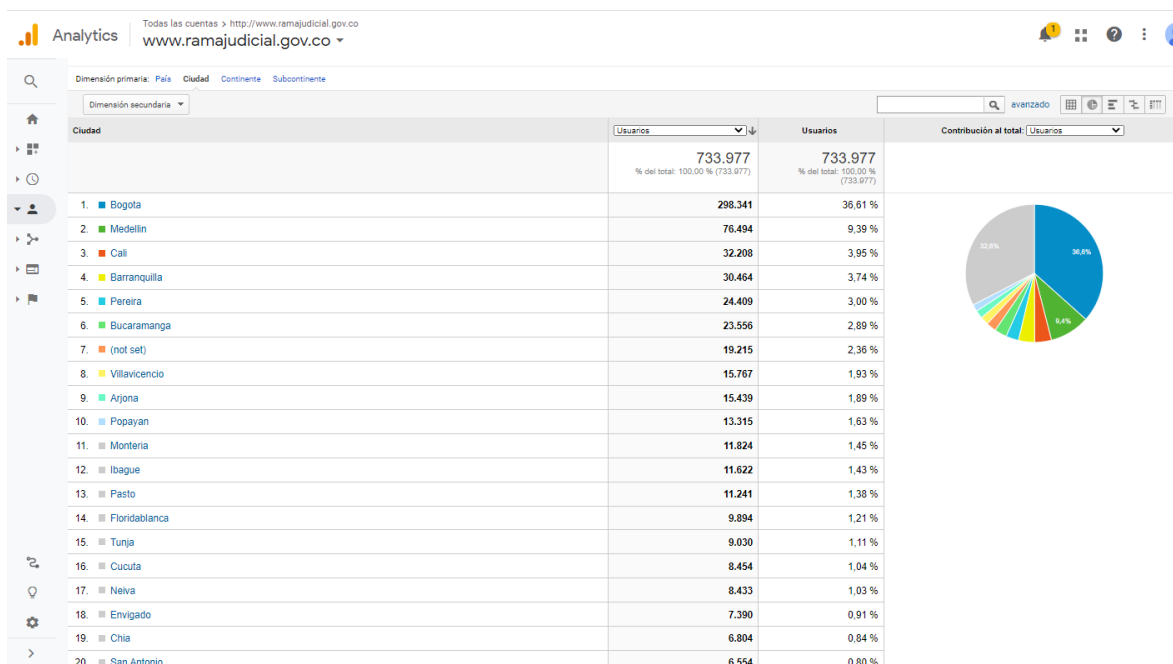 Todas las cuentas > http://www.ramajudicial.gov.co
Analytics
www.ramajudicial.gov.co
1
Dimensión primaria: País Ciudad Continente Subcontinente
Dimensión secundaria
avanzado
Ciudad Usuarios Usuarios Contribución al total: Usuarios
733.977 733.977
% del total: 100,00 % (733.977) % del total: 100,00 %
(733.977)
1. Bogota 298.341 36,61 %
2. Medellin 76.494 9,39 %
3. Cali 32.208 3,95 %
4. Barranquilla 30.464 3,74 %
5. Pereira 24.409 3,00 %
6. Bucaramanga 23.556 2,89 %
7. (not set) 19.215 2,36 %
8. Villavicencio 15.767 1,93 %
9. Arjona 15.439 1,89 %
10. Popayan 13.315 1,63 %
11. Monteria 11.824 1,45 %
12. Ibague 11.622 1,43 %
13. Pasto 11.241 1,38 %
14. Floridablanca 9.894 1,21 %
15. Tunja 9.030 1,11 %
16. Cucuta 8.454 1,04 %
17. Neiva 8.433 1,03 %
18. Envigado 7.390 0,91 %
19. Chia 6.804 0,84 %
20. San Antonio 6.554 0,80 %
32,6%
36,6%
9,4%